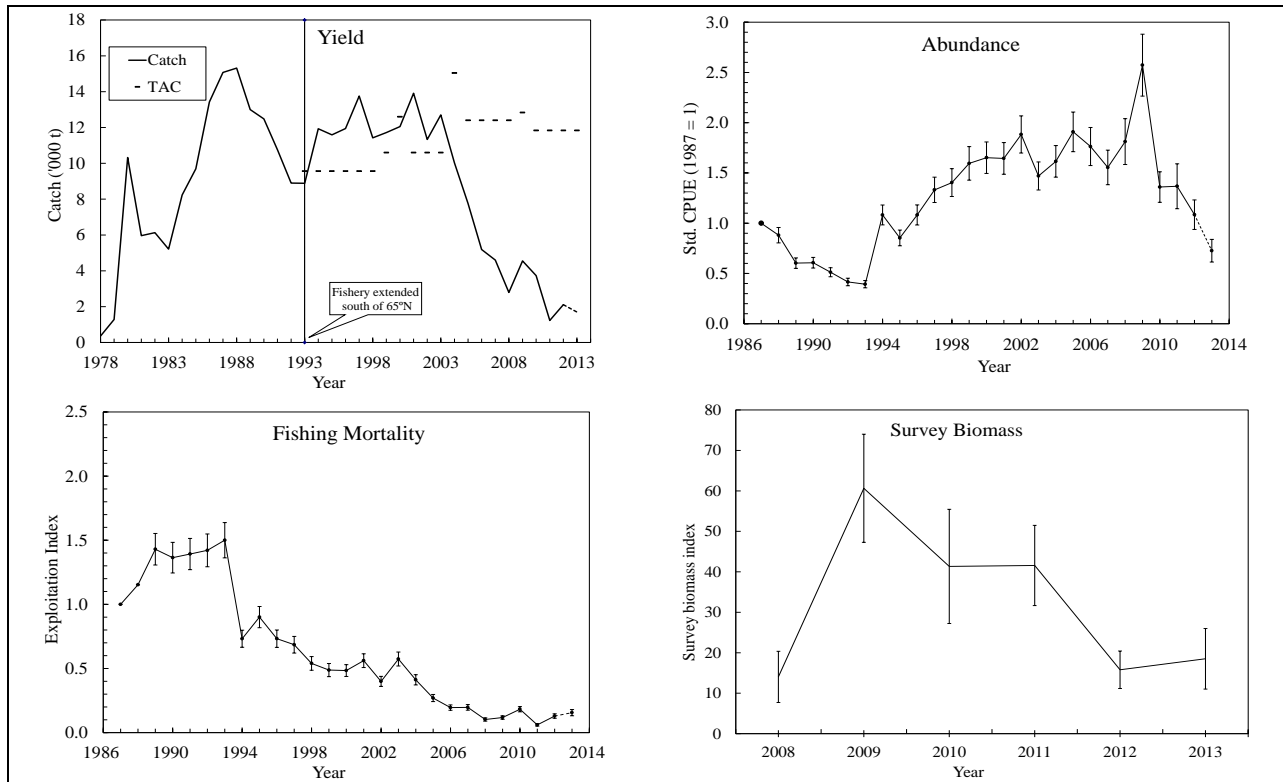 Yield
Catch
TAC
Catch ('000 t)
18
16
14
12
10
8
6
4
2
0
Fishery extended
south of 65ºN
1978 1983 1988 1993 1998 2003 2008 2013
Year
Abundance
Std. CPUE (1987 = 1)
3.0
2.5
2.0
1.5
1.0
0.5
0.0
1986 1990 1994 1998 2002 2006 2010 2014
Year
Fishing Mortality
Exploitation Index
2.5
2.0
1.5
1.0
0.5
0.0
1986 1990 1994 1998 2002 2006 2010 2014
Year
Survey Biomass
Survey biomass index
80
70
60
50
40
30
20
10
0
2008 2009 2010 2011 2012 2013
Year